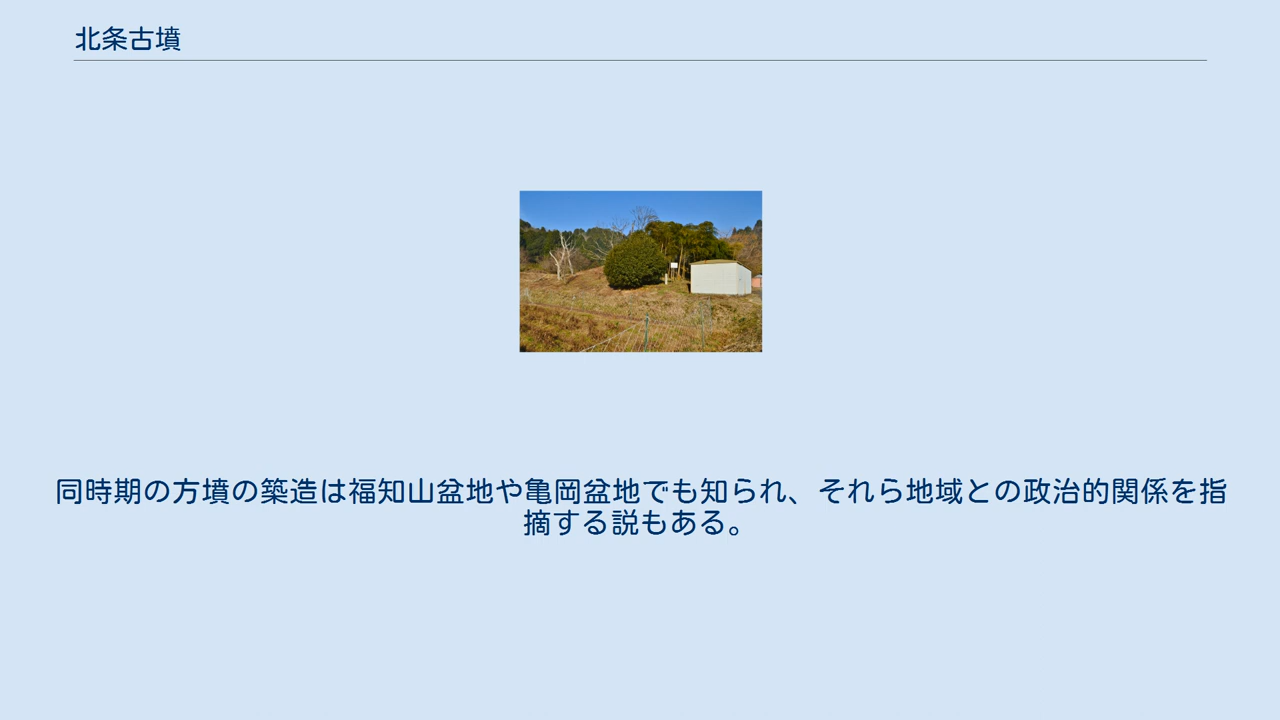 北条古墳
同時期の方墳の築造は福知山盆地や亀岡盆地でも知られ、それら地域との政治的関係を指
摘する説もある。